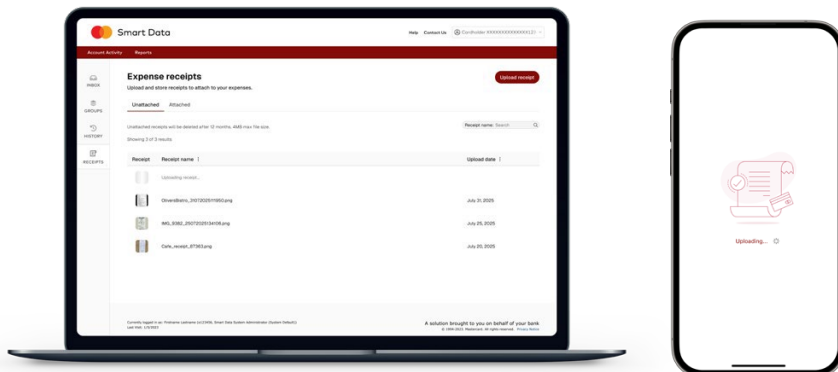 Smart Data
Help Contact Us
Account Activity Reports
INBOX
GROUPS
HISTORY
RECEIPTS
Expense receipts
Upload and store receipts to attach to your expenses.
Upload receipt
Unattached Attached
Unattached receipts will be deleted after 12 months. 4MB max file size.
Receipt name: Search
Showing 3 of 3 results
Receipt Receipt name Upload date
Uploading receipt...
July 31, 2025
IMG_9382_29072025134109.png July 25, 2025
Cafe_receipt_87383.png July 20, 2025
A solution brought to you on behalf of your bank
Uploading...